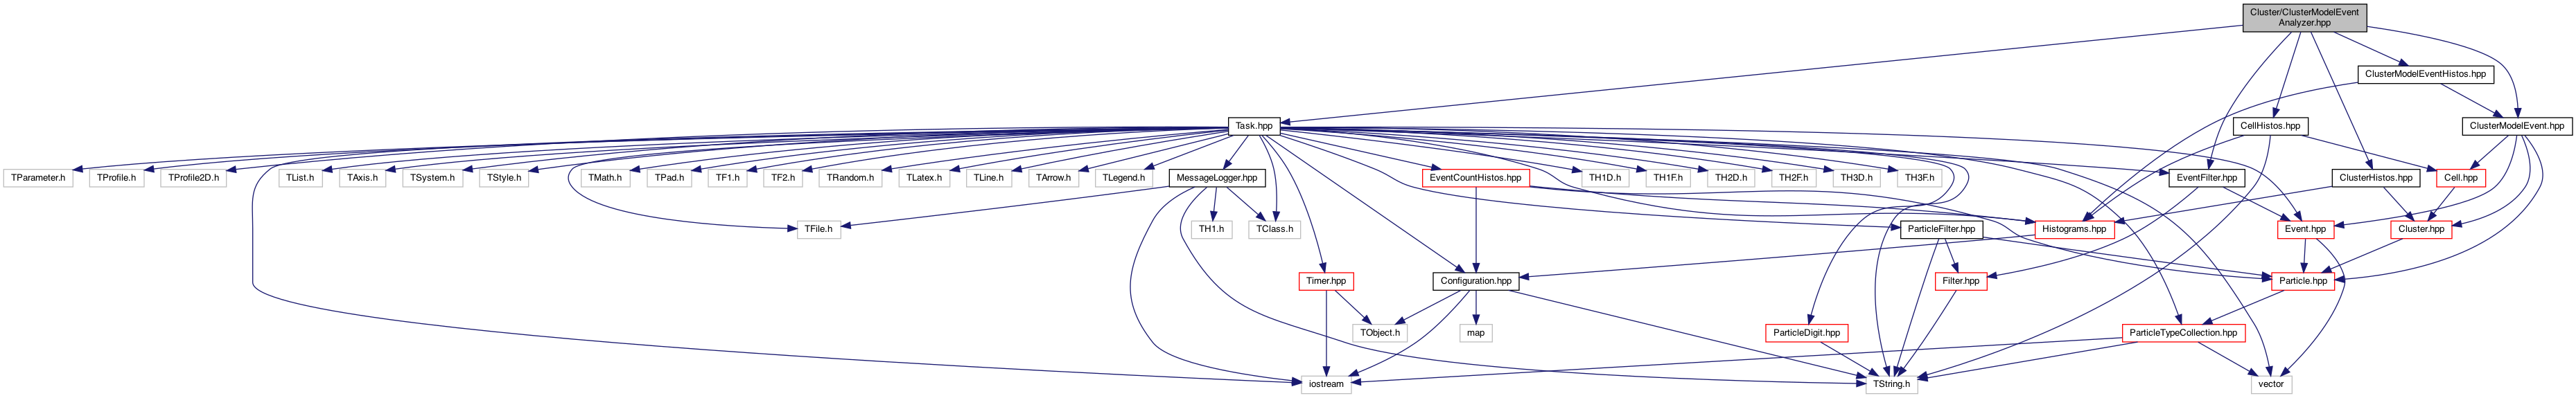 Cluster/ClusterModelEvent
Analyzer.hpp
ClusterModelEventHistos.hpp
Task.hpp
CellHistos.hpp
ClusterModelEvent.hpp
TParameter.h
TProfile.h
TProfile2D.h
TList.h
TAxis.h
TSystem.h
TStyle.h
TMath.h
TPad.h
TF1.h
TF2.h
TRandom.h
TLatex.h
TLine.h
TArrow.h
TLegend.h
MessageLogger.hpp
EventCountHistos.hpp
TH1D.h
TH1F.h
TH2D.h
TH2F.h
TH3D.h
TH3F.h
EventFilter.hpp
ClusterHistos.hpp
Cell.hpp
TFile.h
TH1.h
TClass.h
ParticleFilter.hpp
Histograms.hpp
Event.hpp
Cluster.hpp
Timer.hpp
Configuration.hpp
Filter.hpp
Particle.hpp
TObject.h
map
ParticleDigit.hpp
ParticleTypeCollection.hpp
iostream
TString.h
vector